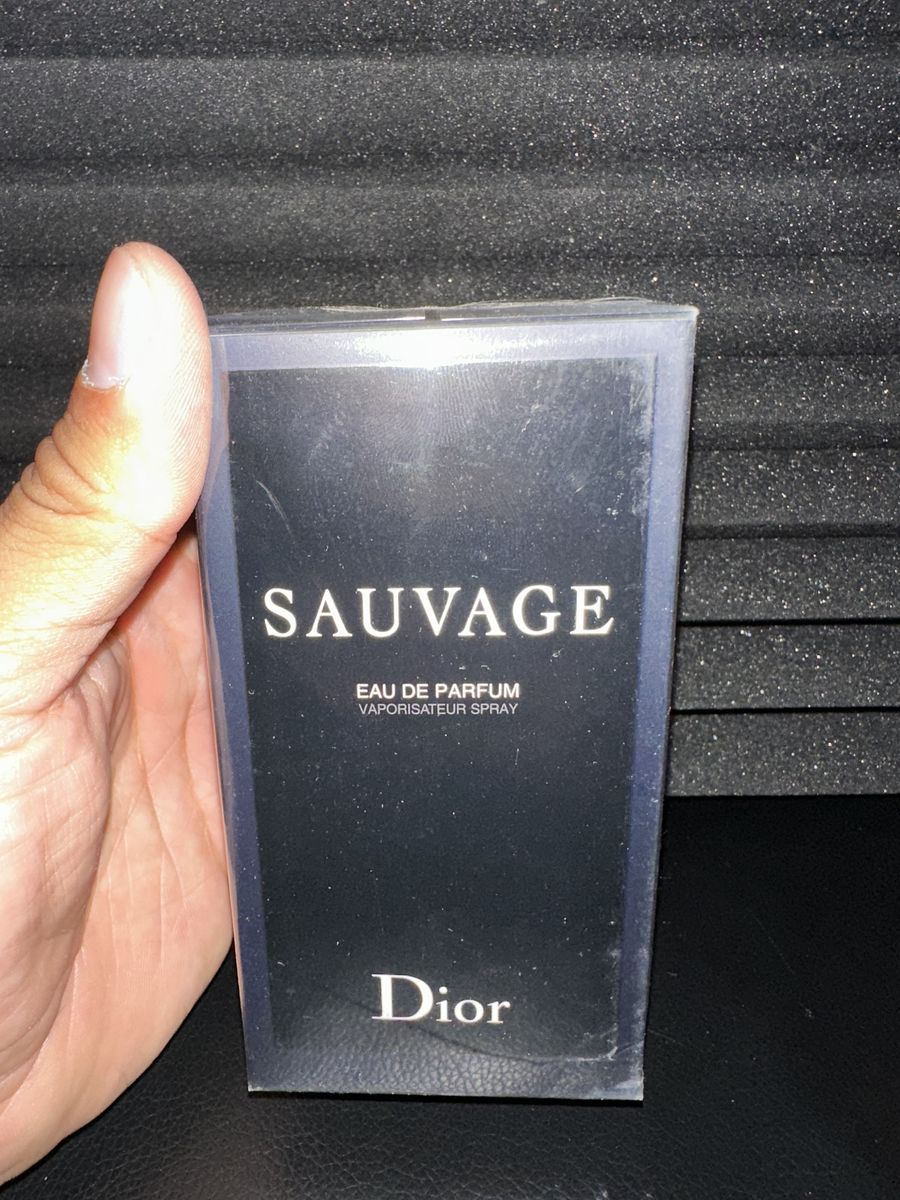 SAUVAGE
EAU DE PARFUM
VAPORISATEUR SPRAY
Dior